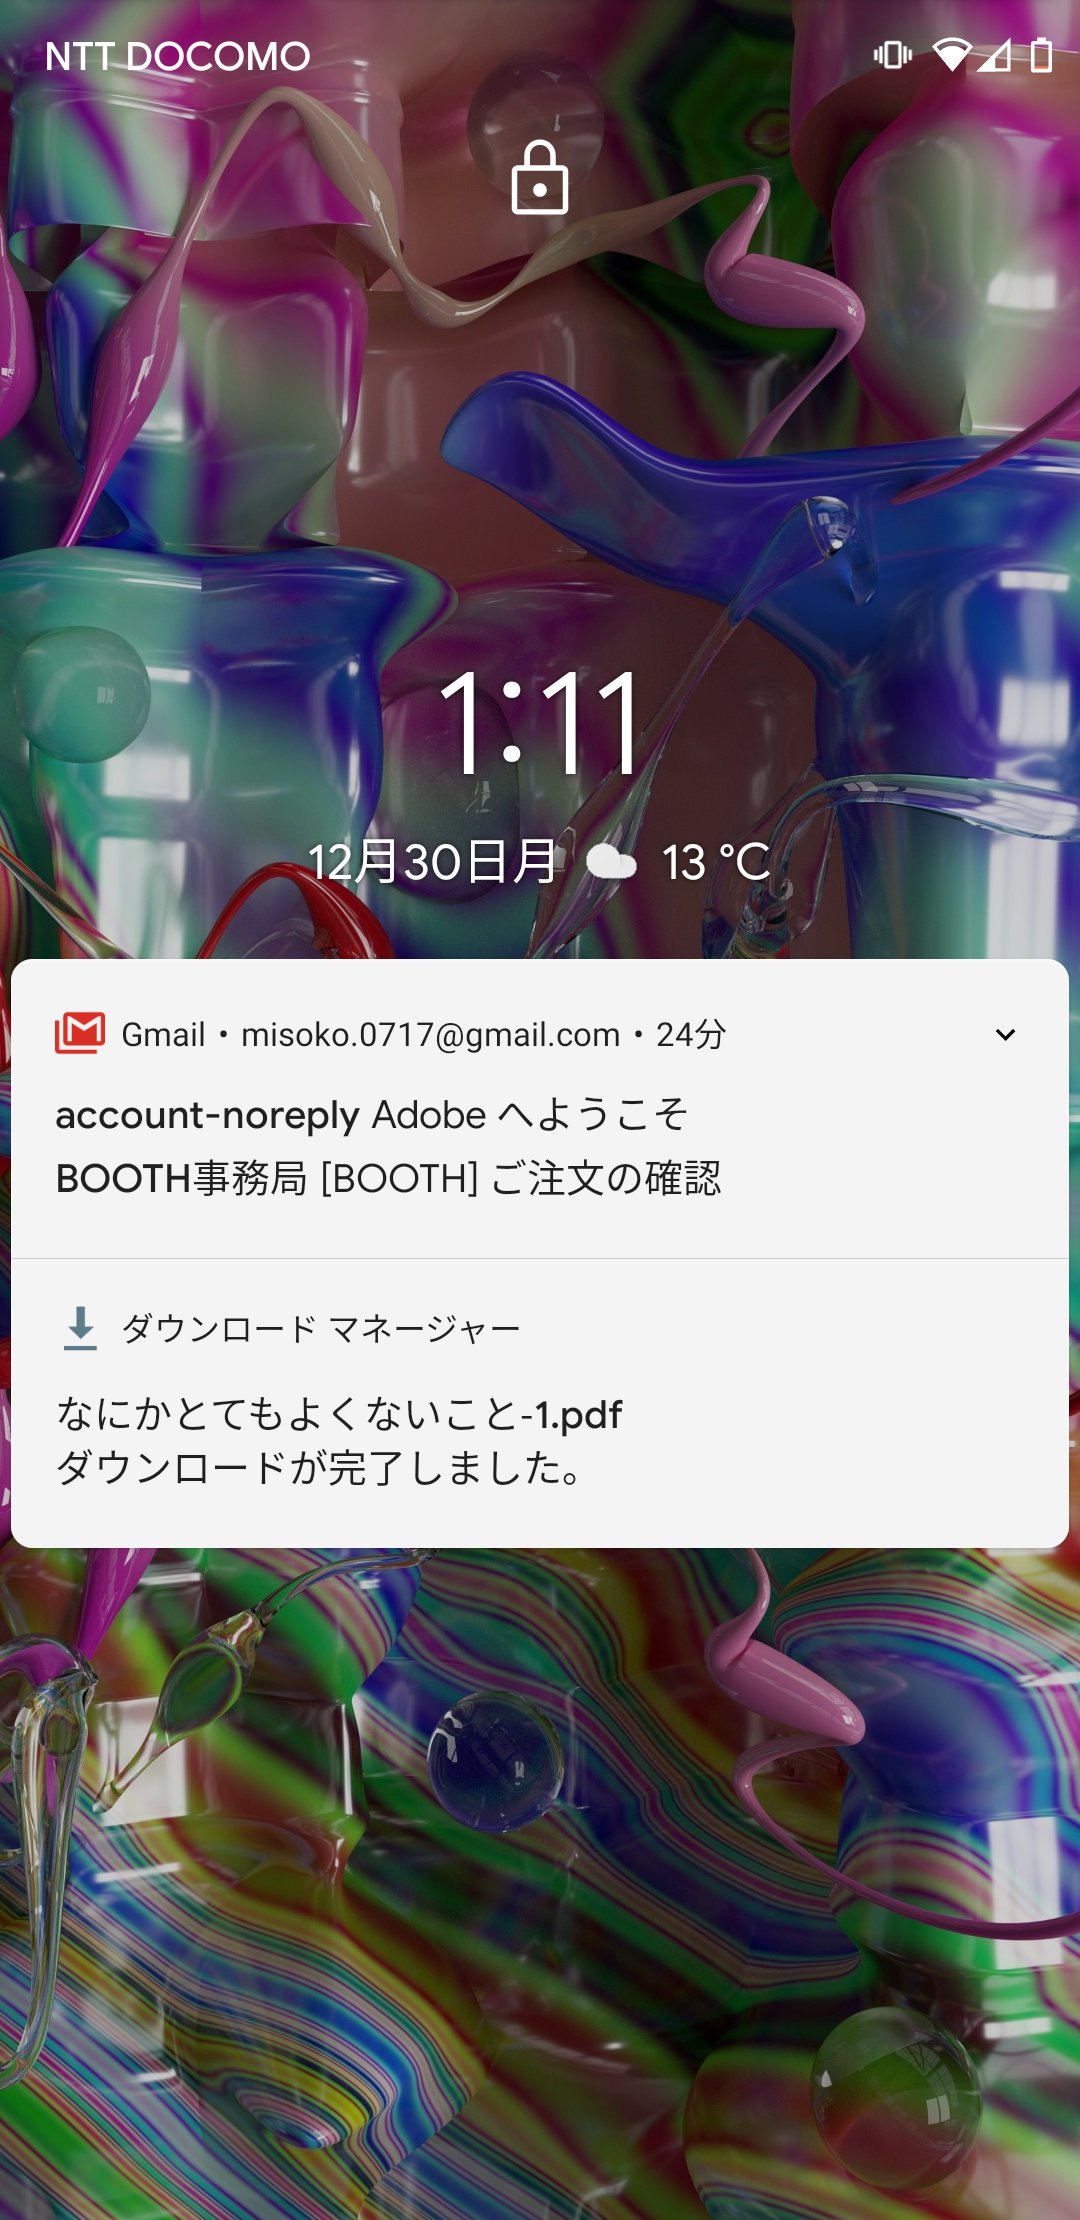 NTT DOCOMO
1:11
12月30日月 13 °C
Gmail • misoko.0717@gmail.com • 24分
account-noreply Adobe へようこそ
BOOTH事務局 [BOOTH] ご注文の確認
ダウンロード マネージャー
なにかとてもよくないこと-1.pdf
ダウンロードが完了しました。